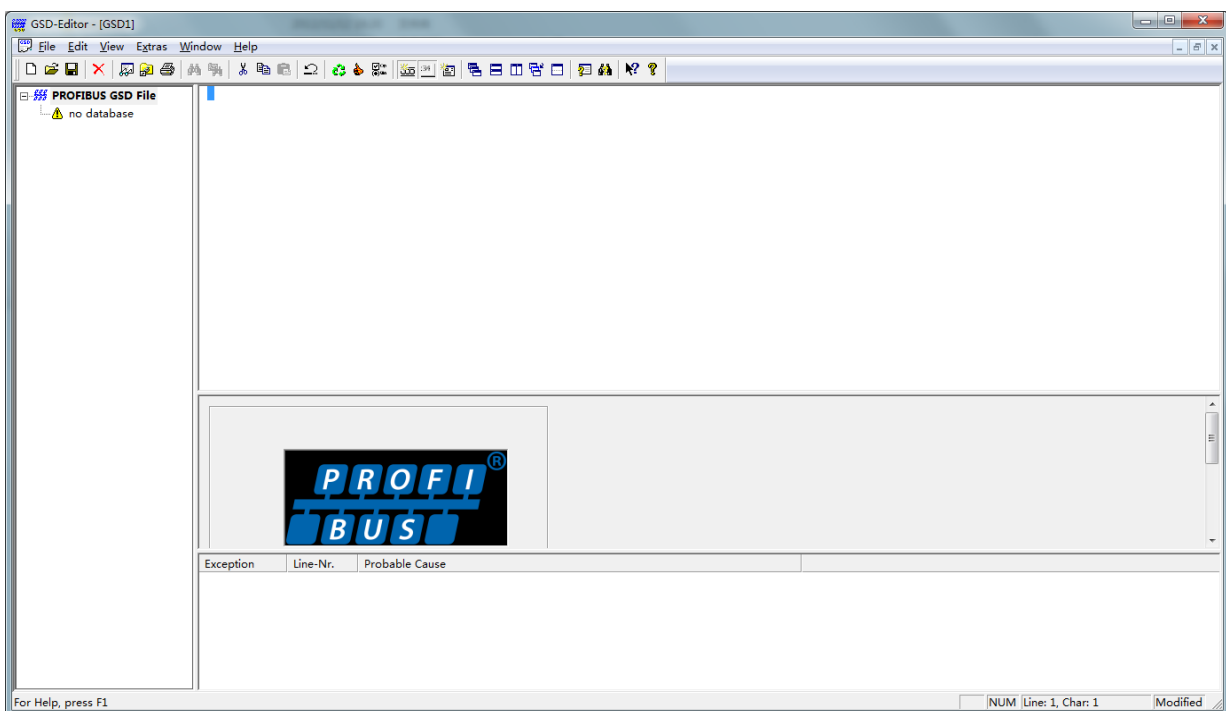 GSD-Editor - [GSD1]
File Edit View Extras Window Help
PROFIBUS GSD File
no database
PROFI
BUS
®
Exception Line-Nr. Probable Cause
For Help, press F1 NUM Line: 1, Char: 1 Modified